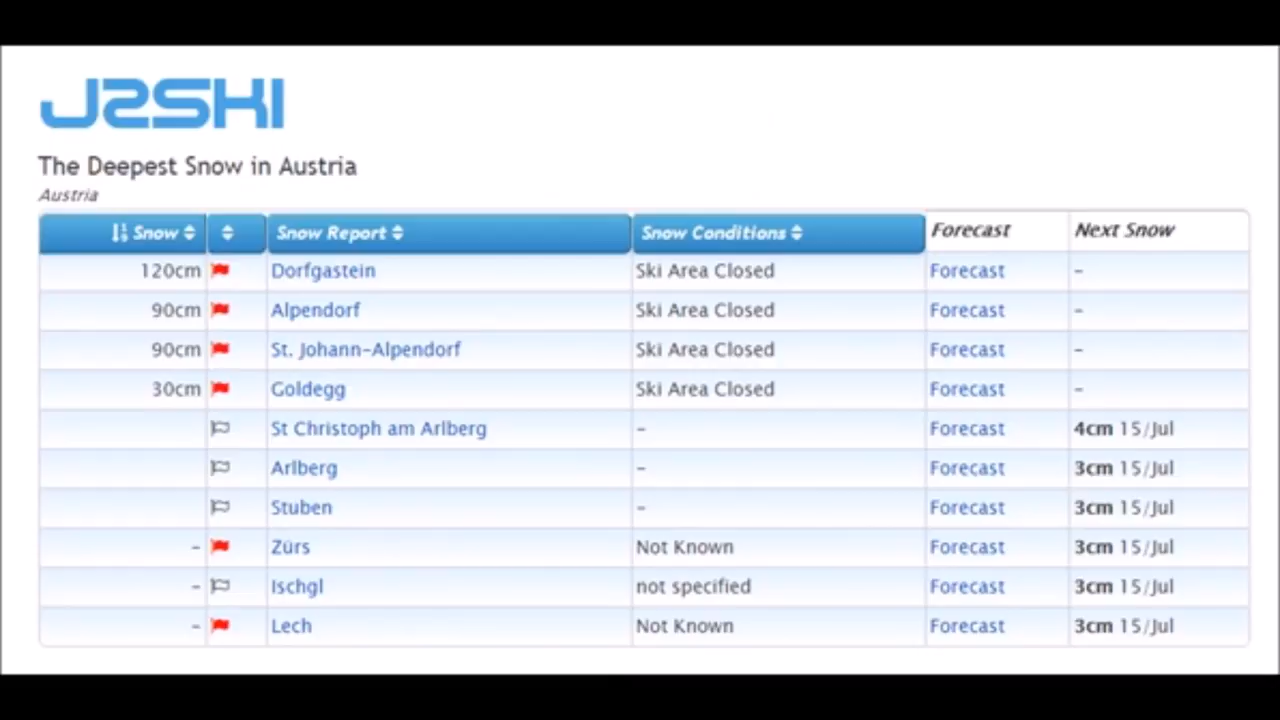 J2SKI
The Deepest Snow in Austria
Austria
Snow Snow Report Snow Conditions Forecast Next Snow
120cm Dorfgastein Ski Area Closed Forecast –
90cm Alpendorf Ski Area Closed Forecast –
90cm St. Johann-Alpendorf Ski Area Closed Forecast –
30cm Goldegg Ski Area Closed Forecast –
St Christoph am Arlberg – Forecast 4cm 15/Jul
Arlberg – Forecast 3cm 15/Jul
Stuben – Forecast 3cm 15/Jul
– Zürs Not Known Forecast 3cm 15/Jul
– Ischgl not specified Forecast 3cm 15/Jul
– Lech Not Known Forecast 3cm 15/Jul